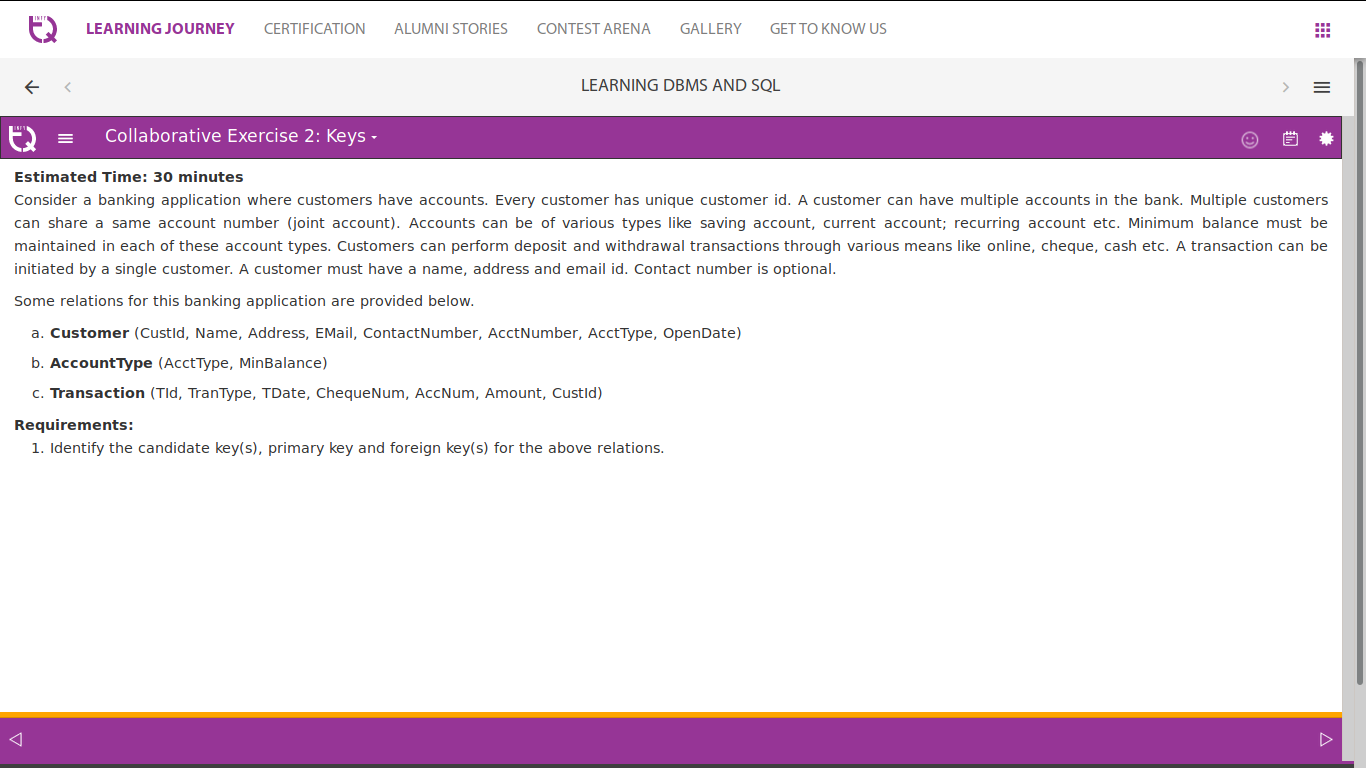 INFY
TQ
LEARNING JOURNEY CERTIFICATION ALUMNI STORIES CONTEST ARENA GALLERY GET TO KNOW US
LEARNING DBMS AND SQL
INFY
TQ
Collaborative Exercise 2: Keys
Estimated Time: 30 minutes
Consider a banking application where customers have accounts. Every customer has unique customer id. A customer can have multiple accounts in the bank. Multiple customers
can share a same account number (joint account). Accounts can be of various types like saving account, current account; recurring account etc. Minimum balance must be
maintained in each of these account types. Customers can perform deposit and withdrawal transactions through various means like online, cheque, cash etc. A transaction can be
initiated by a single customer. A customer must have a name, address and email id. Contact number is optional.
Some relations for this banking application are provided below.
a. Customer (CustId, Name, Address, EMail, ContactNumber, AcctNumber, AcctType, OpenDate)
b. AccountType (AcctType, MinBalance)
c. Transaction (TId, TranType, TDate, ChequeNum, AccNum, Amount, CustId)
Requirements:
1. Identify the candidate key(s), primary key and foreign key(s) for the above relations.